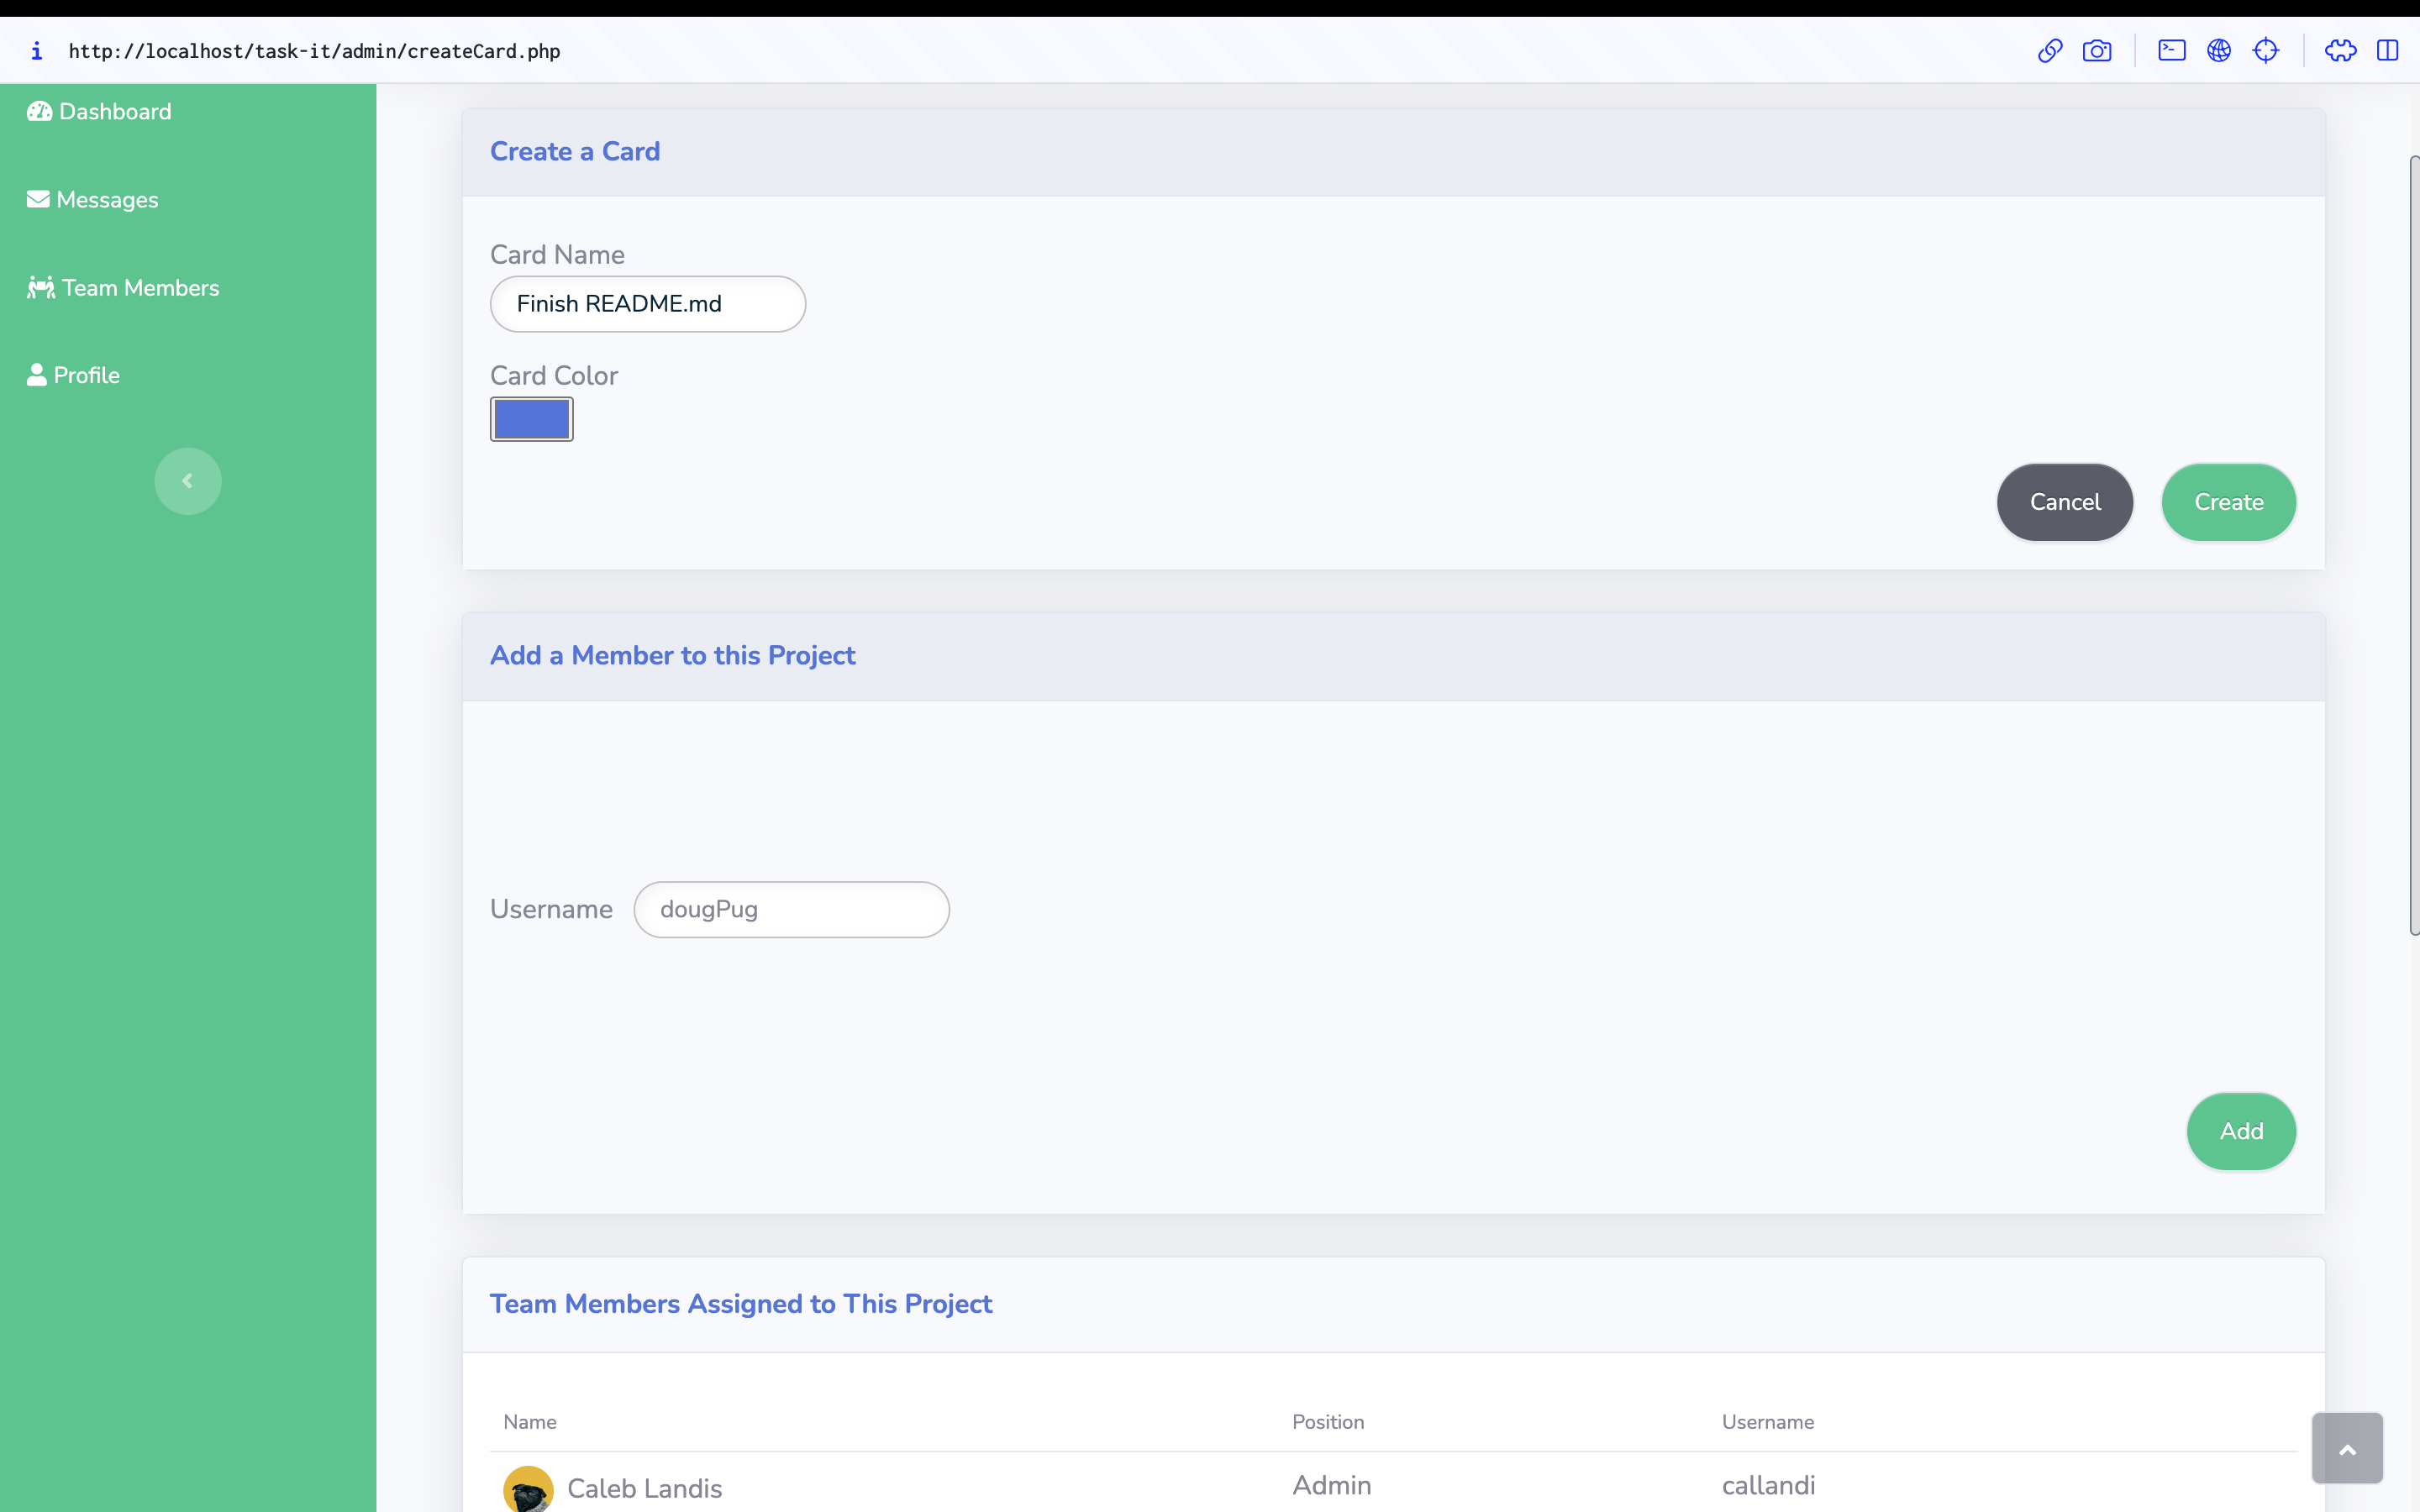 i http://localhost/task-it/admin/createCard.php
Dashboard
Messages
Team Members
Profile
Create a Card
Card Name
Finish README.md
Card Color
Cancel Create
Add a Member to this Project
Username dougPug
Add
Team Members Assigned to This Project
Name Position Username
Caleb Landis Admin callandi